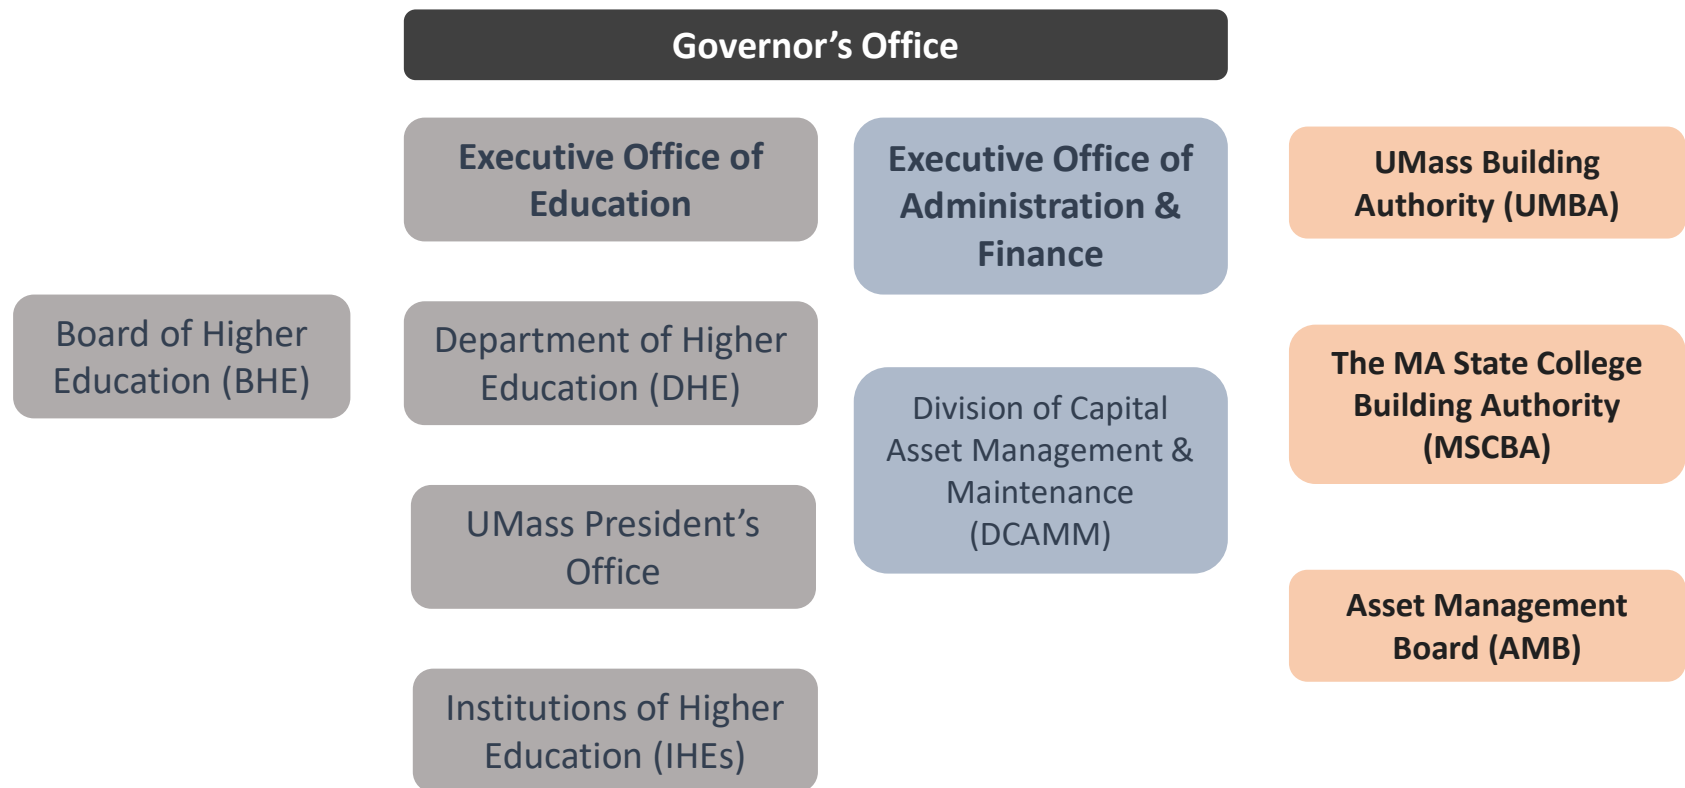 Governor’s Office
Executive Office of
Education
Executive Office of
Administration &
Finance
UMass Building
Authority (UMBA)
Board of Higher
Education (BHE)
Department of Higher
Education (DHE)
Division of Capital
Asset Management &
Maintenance
(DCAMM)
The MA State College
Building Authority
(MSCBA)
UMass President’s
Office
Asset Management
Board (AMB)
Institutions of Higher
Education (IHEs)